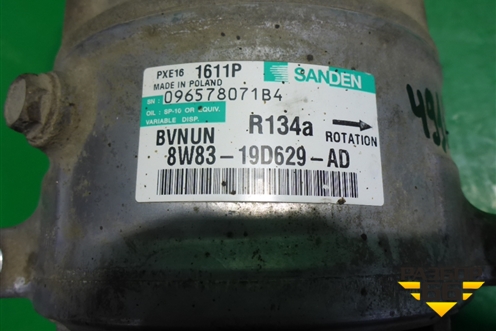 PXE16 1611P SANDEN
MADE IN POLAND
SN: 096578071B4
OIL: SP-10 OR EQUIV.
VARIABLE DISP.
BVNUN R134a ROTATION
8W83-19D629-AD